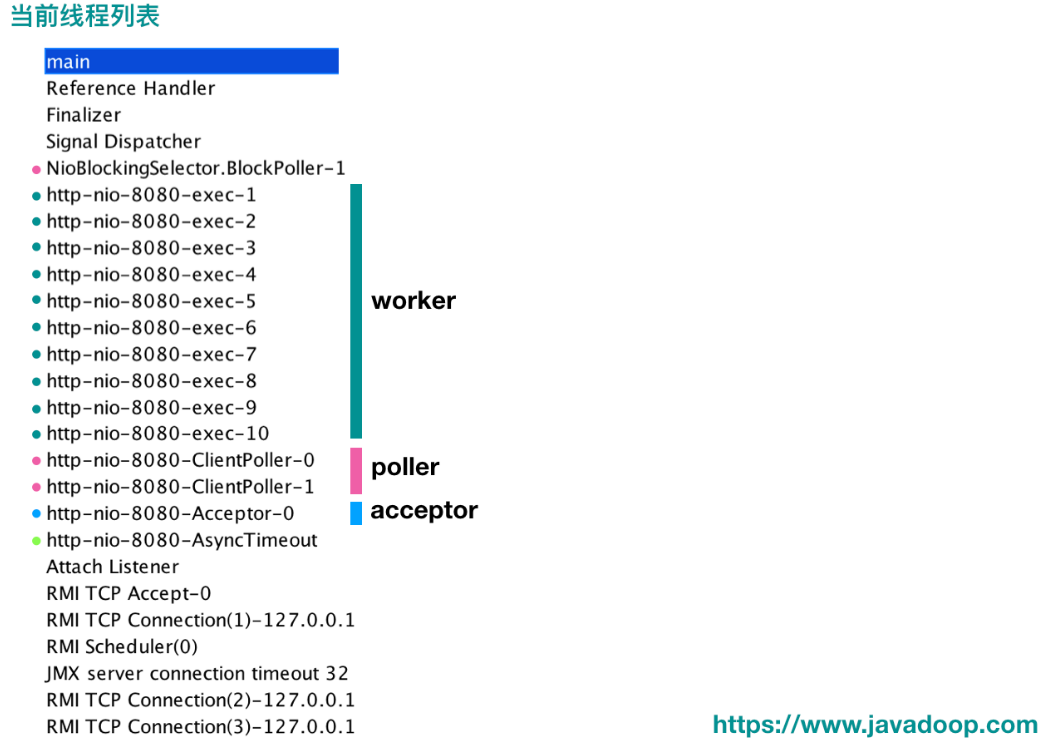 当前线程列表
main
Reference Handler
Finalizer
Signal Dispatcher
NioBlockingSelector.BlockPoller-1
http-nio-8080-exec-1
http-nio-8080-exec-2
http-nio-8080-exec-3
http-nio-8080-exec-4
http-nio-8080-exec-5
worker
http-nio-8080-exec-6
http-nio-8080-exec-7
http-nio-8080-exec-8
http-nio-8080-exec-9
http-nio-8080-exec-10
http-nio-8080-ClientPoller-0
poller
http-nio-8080-ClientPoller-1
http-nio-8080-Acceptor-0
acceptor
http-nio-8080-AsyncTimeout
Attach Listener
RMI TCP Accept-0
RMI TCP Connection(1)-127.0.0.1
RMI Scheduler(0)
JMX server connection timeout 32
RMI TCP Connection(2)-127.0.0.1
RMI TCP Connection(3)-127.0.0.1
https://www.javadoop.com